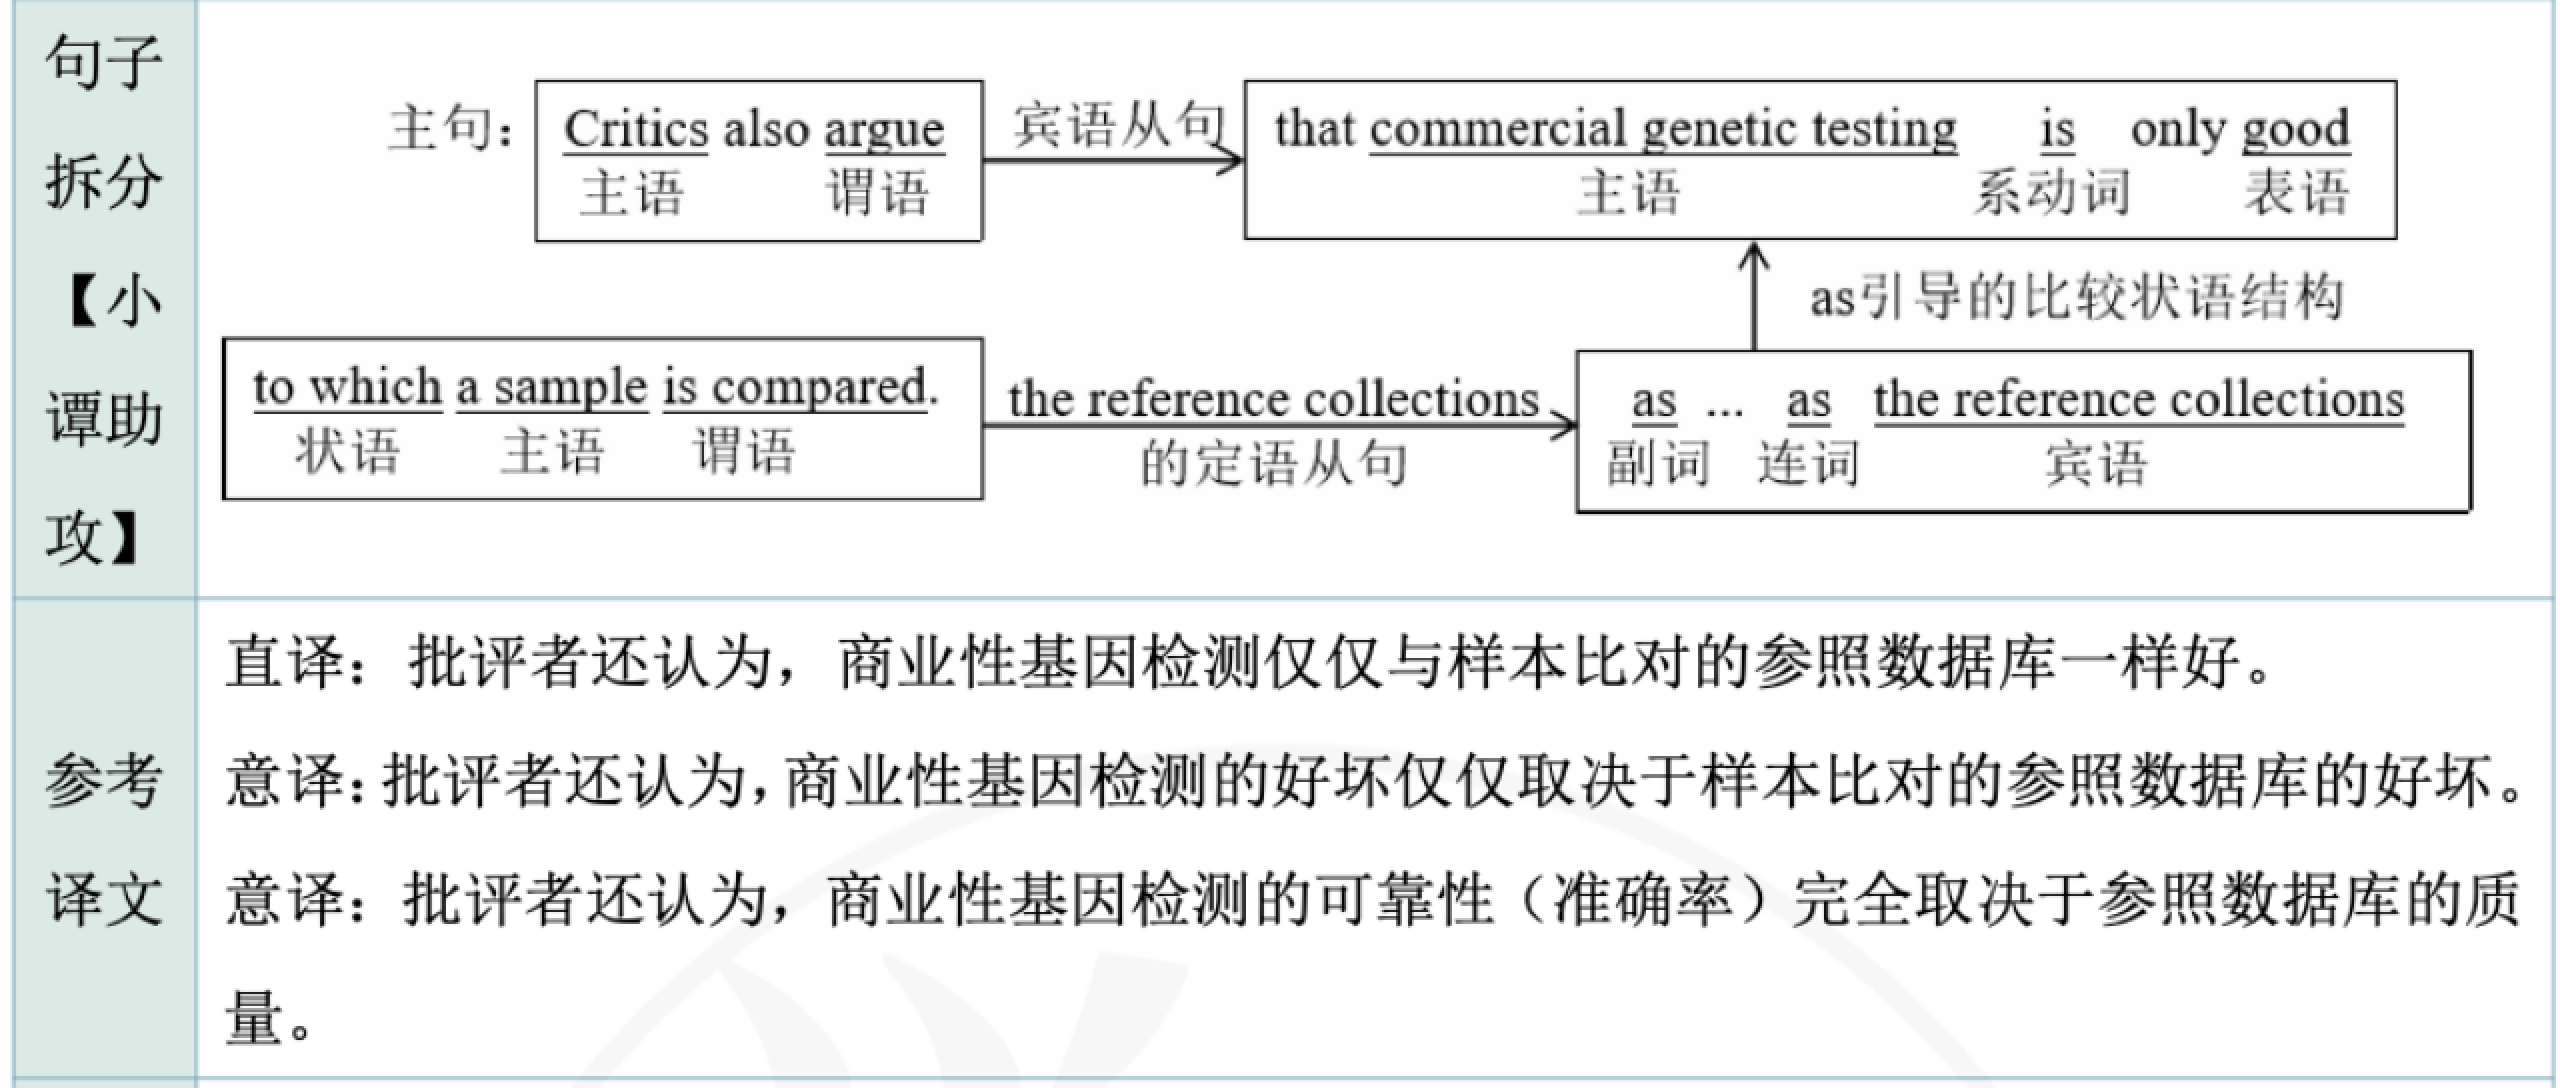 句子
拆分
【小
谭助
攻】
主句： Critics also argue 宾语从句 that commercial genetic testing is only good
主语 谓语 主语 系动词 表语
as引导的比较状语结构
to which a sample is compared. the reference collections as ... as the reference collections
状语 主语 谓语 的定语从句 副词 连词 宾语
参考
译文
直译：批评者还认为，商业性基因检测仅仅与样本比对的参照数据库一样好。
意译：批评者还认为，商业性基因检测的好坏仅仅取决于样本比对的参照数据库的好坏。
意译：批评者还认为，商业性基因检测的可靠性（准确率）完全取决于参照数据库的质
量。